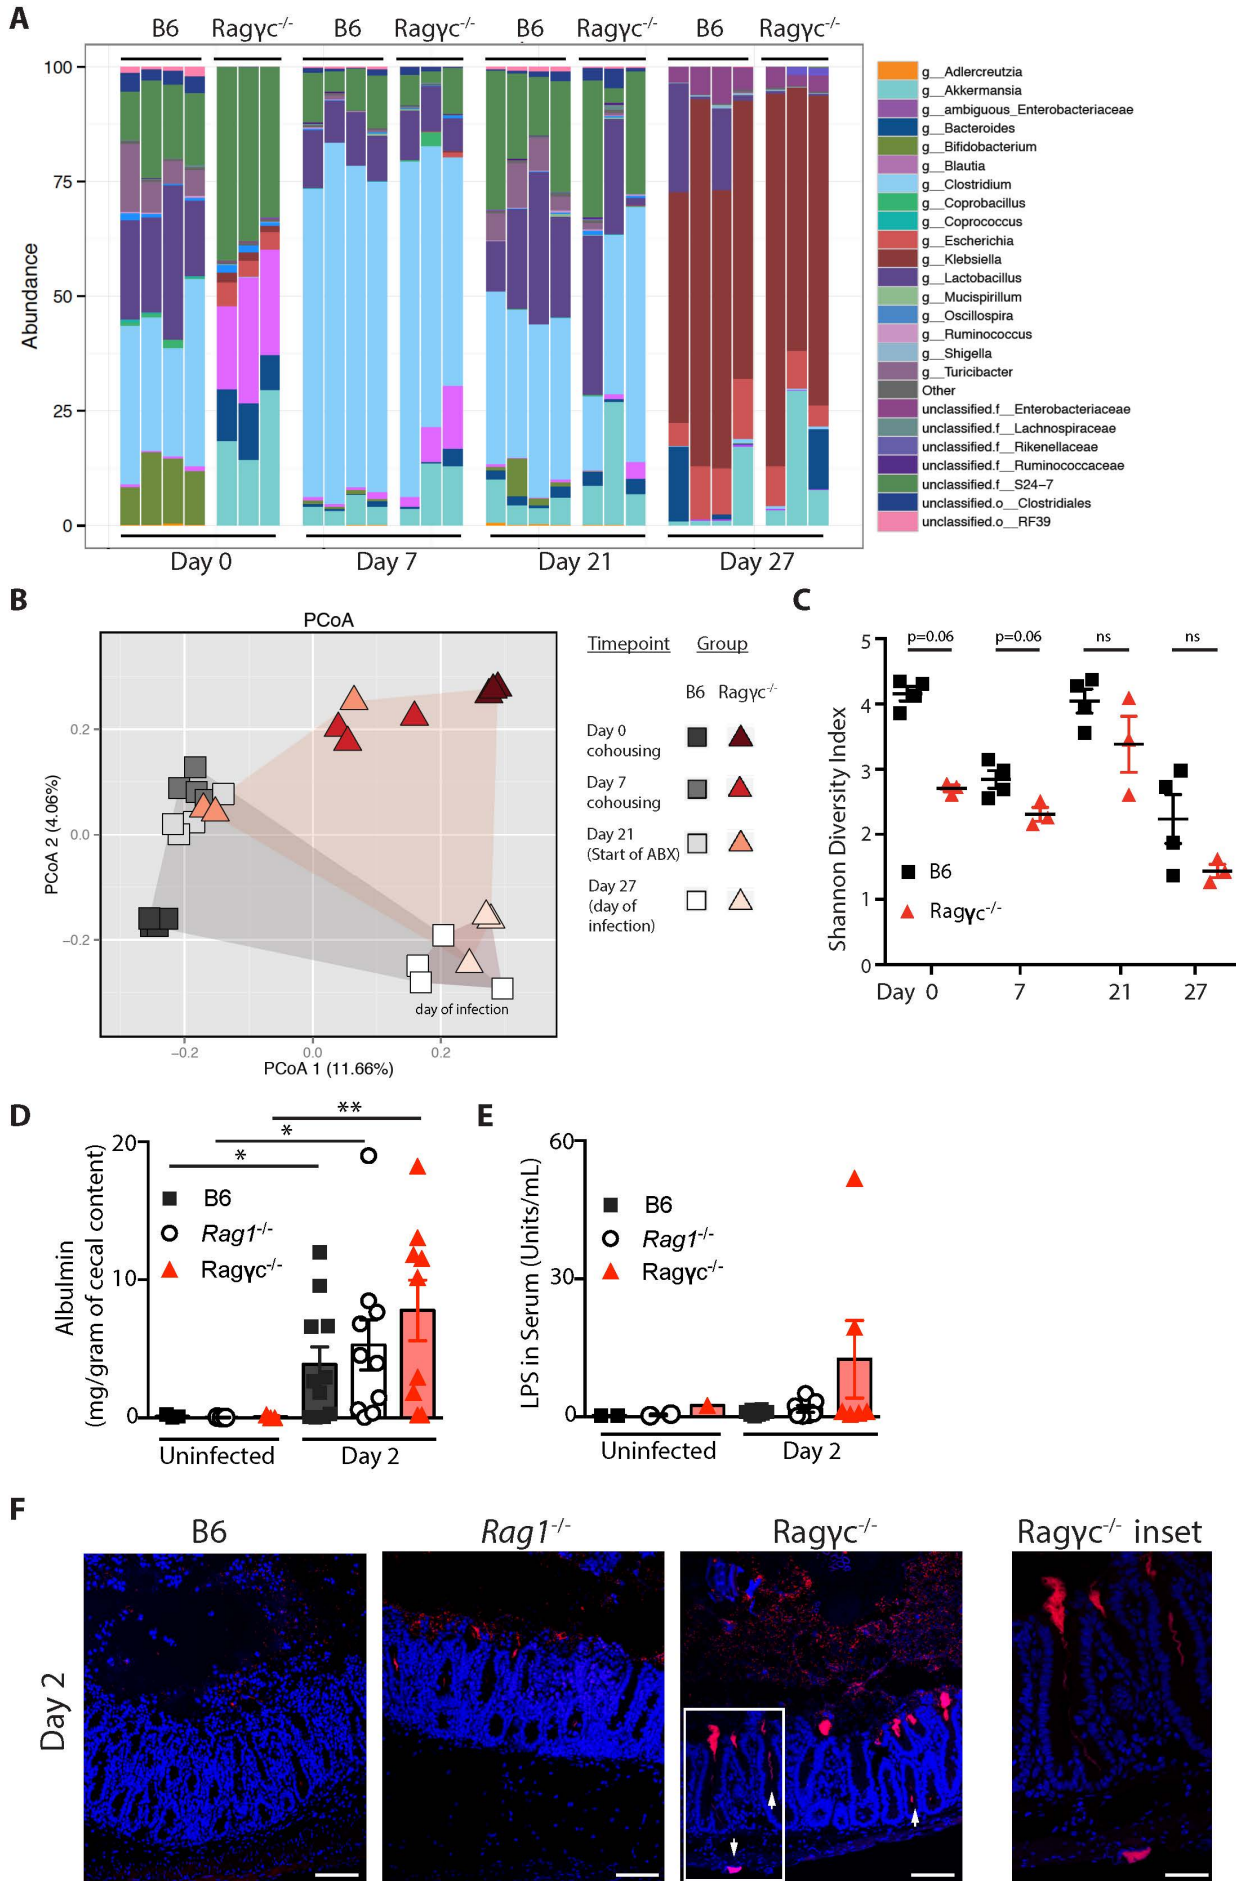 A
B6 Ragγc-/- B6 Ragγc-/- B6 Ragγc-/- B6 Ragγc-/-
100
75
50
25
0
Abundance
Day 0 Day 7 Day 21 Day 27
g__Adlercreutzia
g__Akkermansia
g__ambiguous_Enterobacteriaceae
g__Bacteroides
g__Bifidobacterium
g__Blautia
g__Clostridium
g__Coprobacillus
g__Coprococcus
g__Escherichia
g__Klebsiella
g__Lactobacillus
g__Mucispirillum
g__Oscillospira
g__Ruminococcus
g__Shigella
g__Turicibacter
Other
unclassified.f__Enterobacteriaceae
unclassified.f__Lachnospiraceae
unclassified.f__Rikenellaceae
unclassified.f__Ruminococcaceae
unclassified.f__S24-7
unclassified.o__Clostridiales
unclassified.o__RF39
B
PCoA
0.2
0.0
-0.2
PCoA 2 (4.06%)
day of infection
-0.2 0.0 0.2
PCoA 1 (11.66%)
Timepoint Group
B6 Ragγc-/-
Day 0
cohousing
Day 7
cohousing
Day 21
(Start of ABX)
Day 27
(day of
infection)
C
p=0.06 p=0.06 ns ns
5
4
3
2
1
0
Shannon Diversity Index
B6
Ragγc-/-
Day 0 7 21 27
D
**
*
*
20
10
0
Albulmin
(mg/gram of cecal content)
B6
Rag1-/-
Ragγc-/-
Uninfected Day 2
E
60
30
0
LPS in Serum (Units/mL)
B6
Rag1-/-
Ragγc-/-
Uninfected Day 2
F
B6 Rag1-/- Ragγc-/- Ragγc-/- inset
Day 2